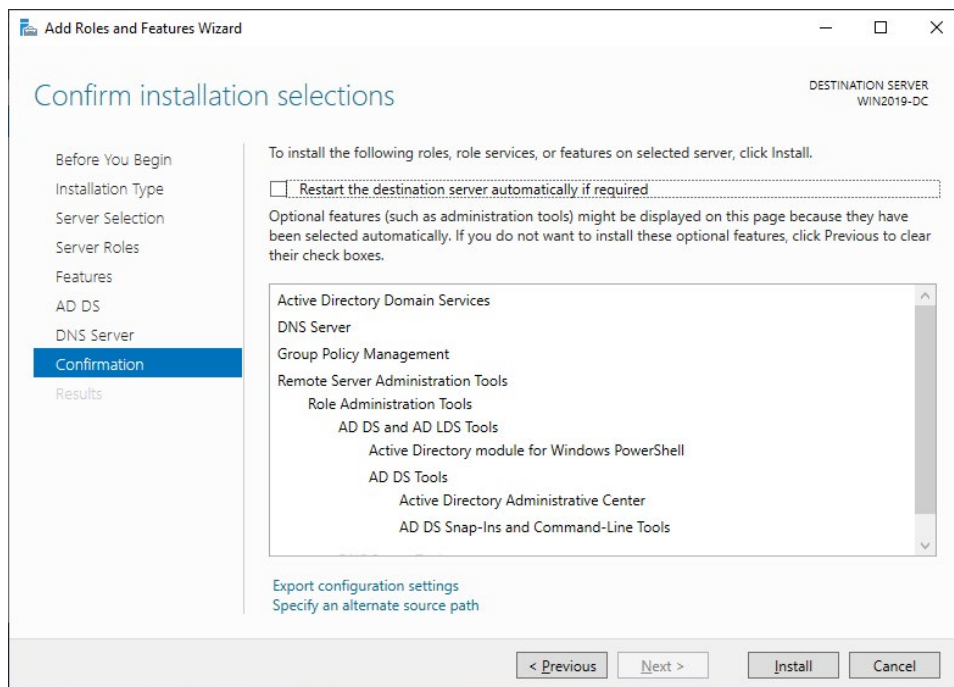 Add Roles and Features Wizard
Confirm installation selections
DESTINATION SERVER
WIN2019-DC
Before You Begin
Installation Type
Server Selection
Server Roles
Features
AD DS
DNS Server
Confirmation
Results
To install the following roles, role services, or features on selected server, click Install.
Restart the destination server automatically if required
Optional features (such as administration tools) might be displayed on this page because they have
been selected automatically. If you do not want to install these optional features, click Previous to clear
their check boxes.
Active Directory Domain Services
DNS Server
Group Policy Management
Remote Server Administration Tools
Role Administration Tools
AD DS and AD LDS Tools
Active Directory module for Windows PowerShell
AD DS Tools
Active Directory Administrative Center
AD DS Snap-Ins and Command-Line Tools
Export configuration settings
Specify an alternate source path
< Previous
Next >
Install
Cancel